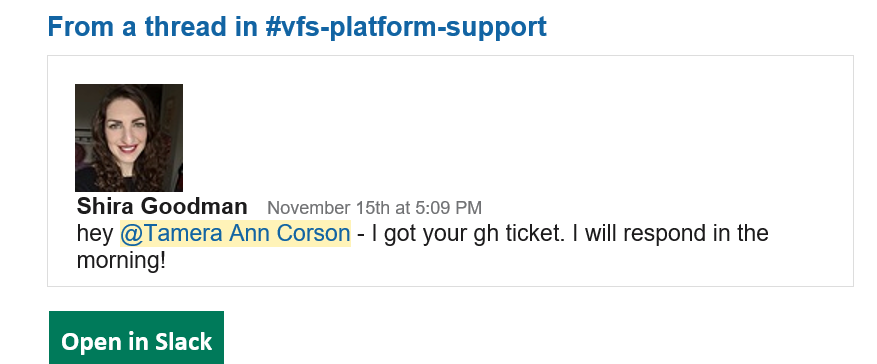 From a thread in #vfs-platform-support
Shira Goodman November 15th at 5:09 PM
hey @Tamera Ann Corson - I got your gh ticket. I will respond in the
morning!
Open in Slack